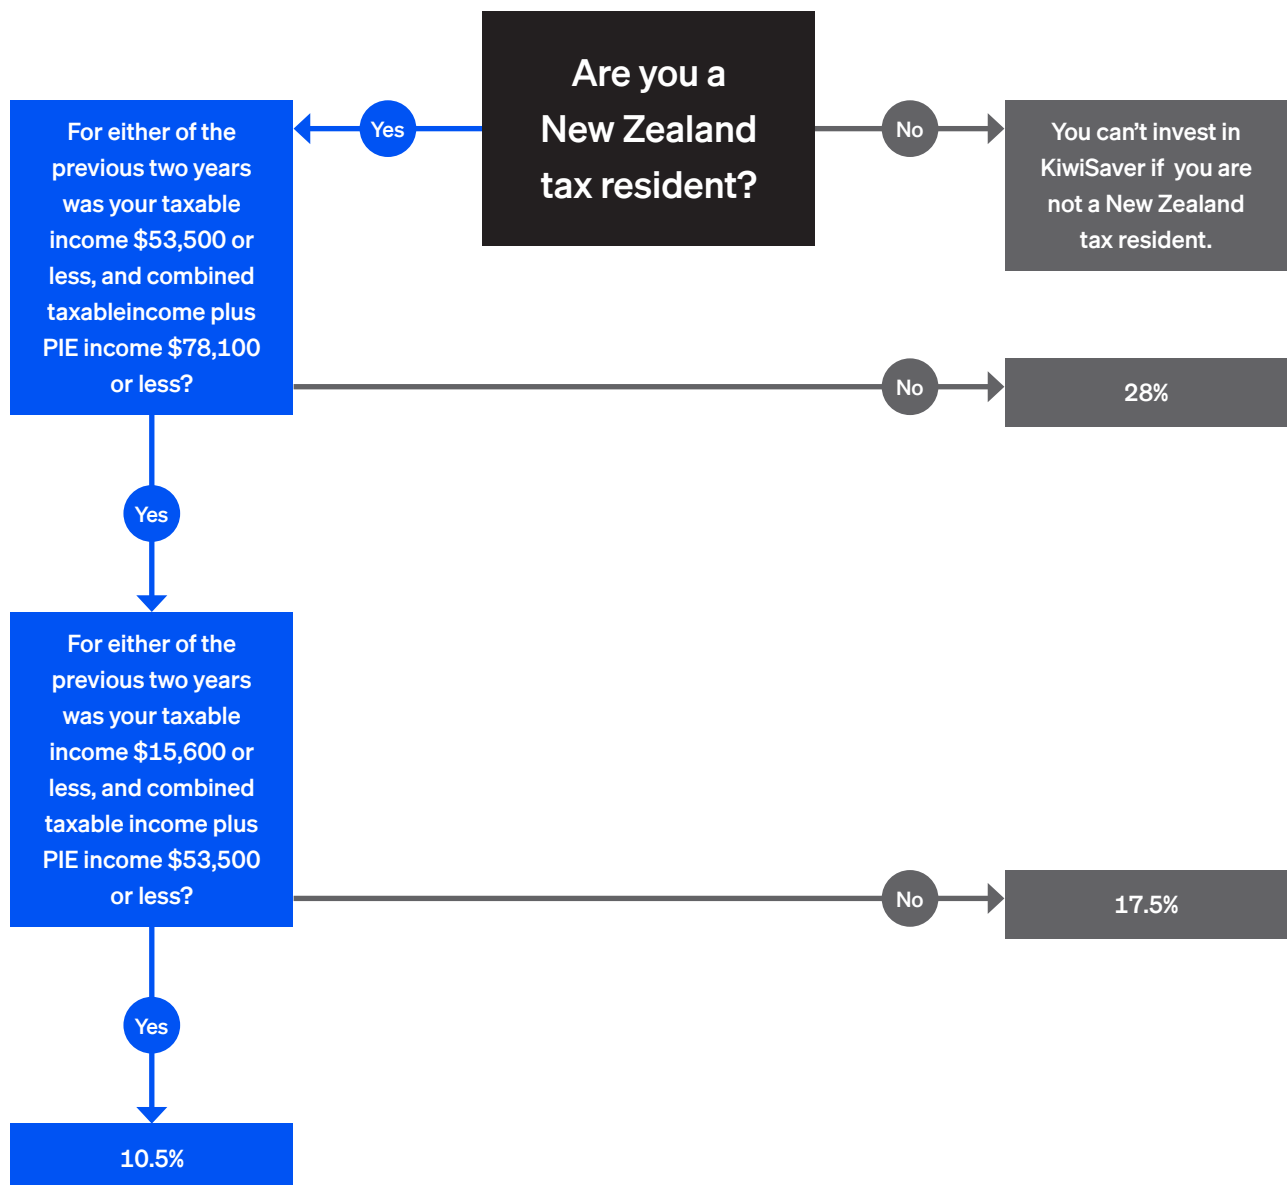 Are you a
New Zealand
tax resident?
Yes
No
For either of the
previous two years
was your taxable
income $53,500 or
less, and combined
taxableincome plus
PIE income $78,100
or less?
You can’t invest in
KiwiSaver if you are
not a New Zealand
tax resident.
No
28%
Yes
For either of the
previous two years
was your taxable
income $15,600 or
less, and combined
taxable income plus
PIE income $53,500
or less?
No
17.5%
Yes
10.5%